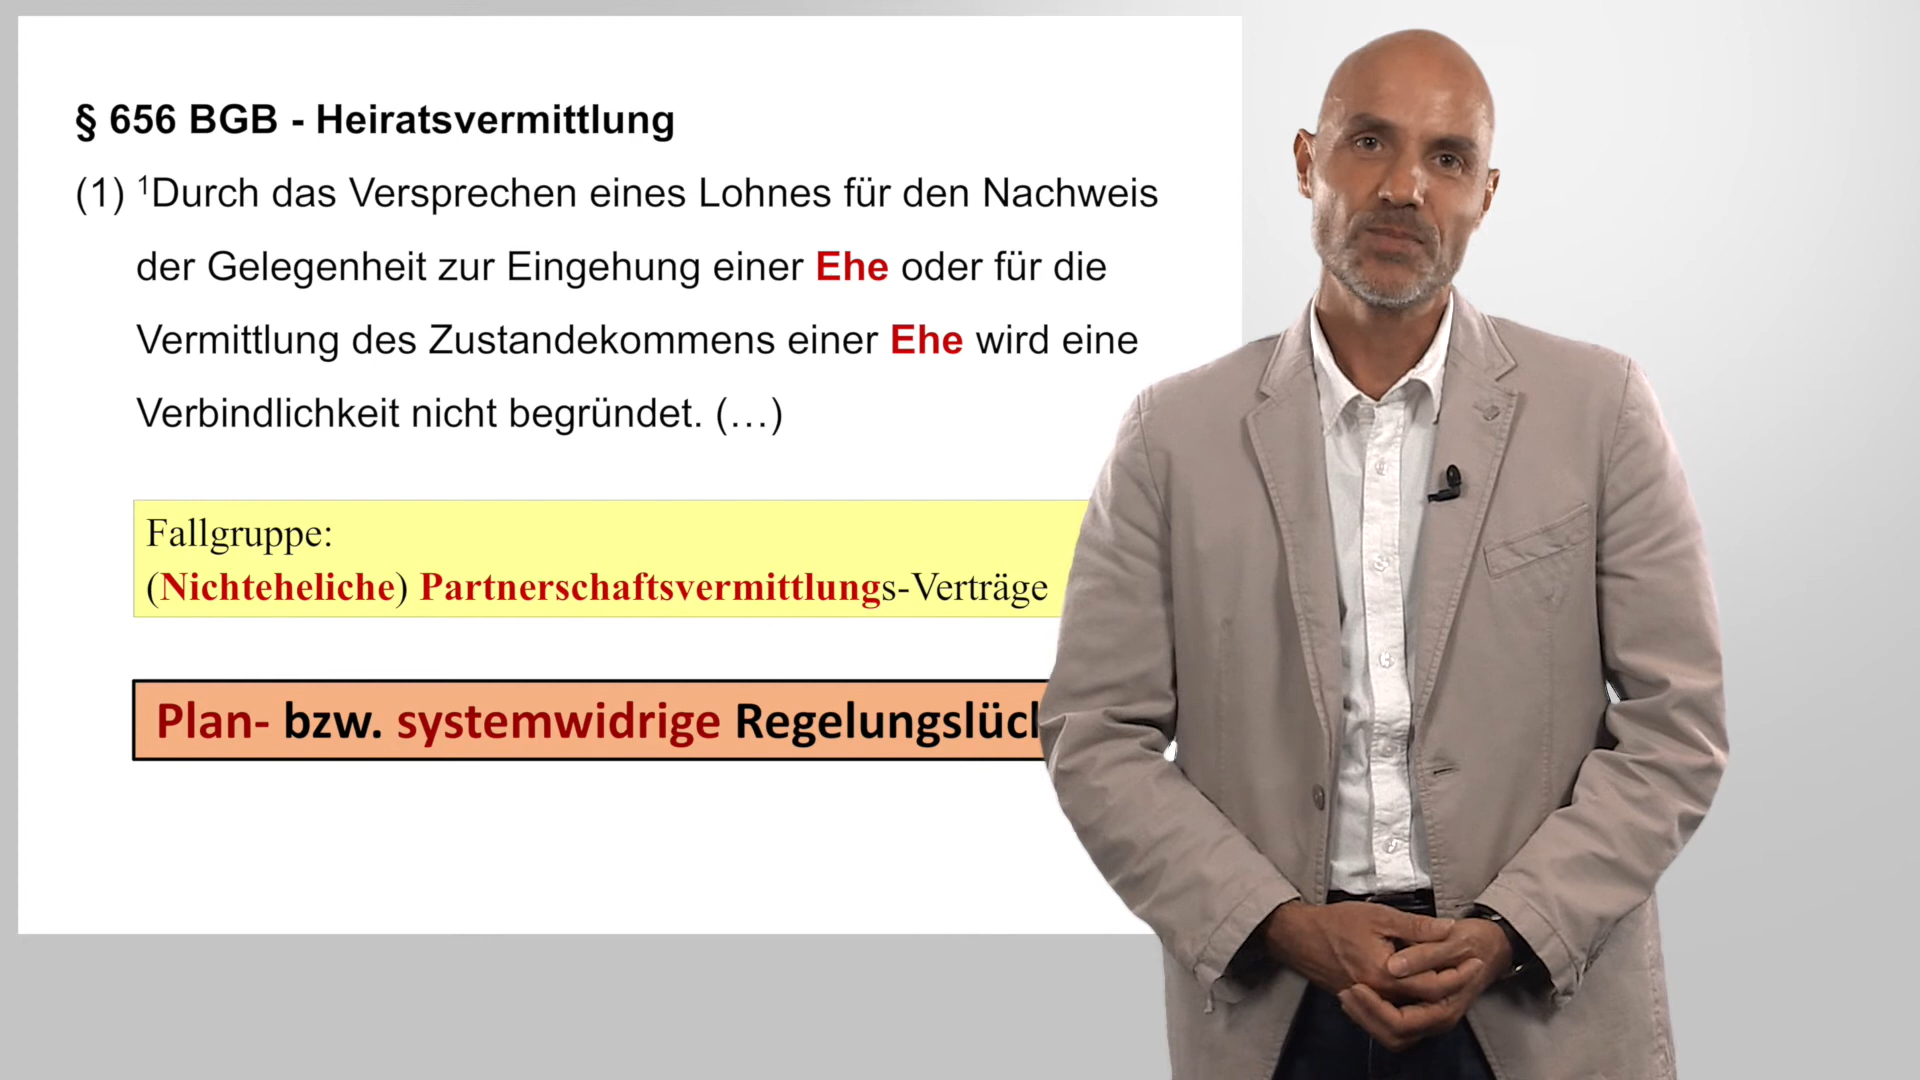 § 656 BGB - Heiratsvermittlung
(1) ¹Durch das Versprechen eines Lohnes für den Nachweis
der Gelegenheit zur Eingehung einer Ehe oder für die
Vermittlung des Zustandekommens einer Ehe wird eine
Verbindlichkeit nicht begründet. (…)
Fallgruppe:
(Nichteheliche) Partnerschaftsvermittlungs-Verträge
Plan- bzw. systemwidrige